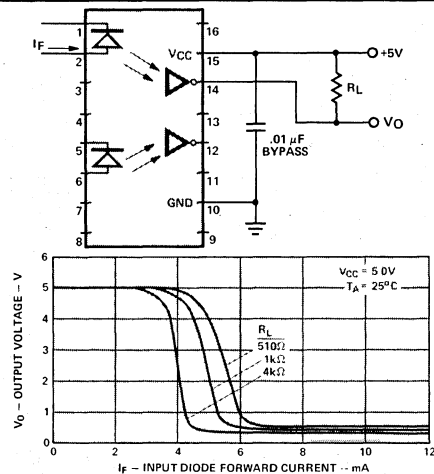 1
16
IF
VCC
+5V
2
15
RL
3
14
VO
4
13
.01 μF
BYPASS
5
12
6
11
GND
7
10
8
9
6
VCC = 5.0V
TA = 25°C
5
4
RL
510Ω
3
1kΩ
4kΩ
2
1
0
0 2 4 6 8 10 12
VO – OUTPUT VOLTAGE – V
IF – INPUT DIODE FORWARD CURRENT -- mA